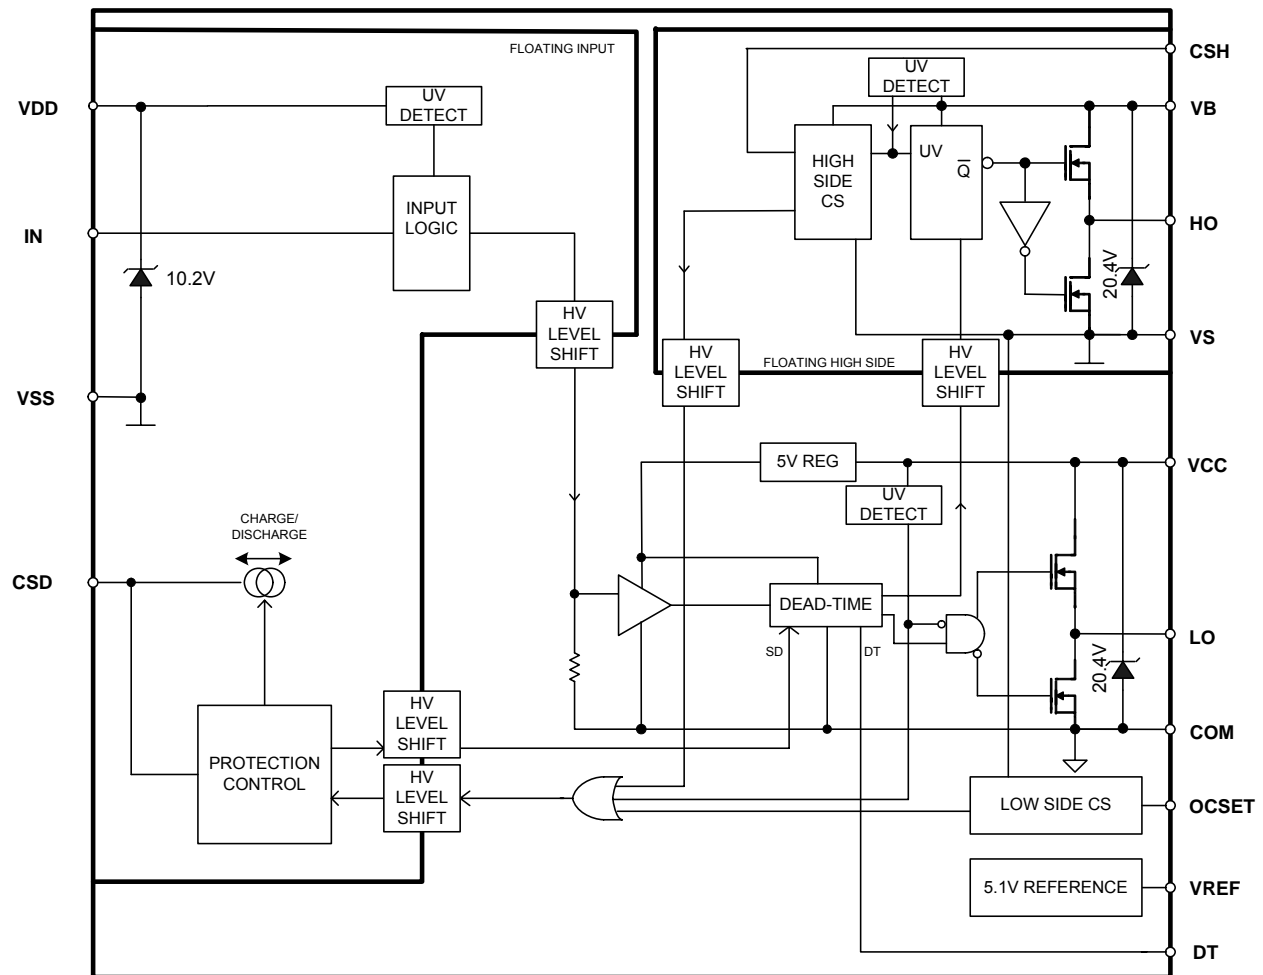 FLOATING INPUT
CSH
UV
DETECT
VDD
UV
DETECT
VB
HIGH
SIDE
CS
UV
Q̅
INPUT
LOGIC
IN
HO
10.2V
20.4V
HV
LEVEL
SHIFT
VS
HV
LEVEL
SHIFT
FLOATING HIGH SIDE
HV
LEVEL
SHIFT
VSS
5V REG
VCC
UV
DETECT
CHARGE/
DISCHARGE
CSD
DEAD-TIME
SD
DT
LO
20.4V
HV
LEVEL
SHIFT
COM
PROTECTION
CONTROL
HV
LEVEL
SHIFT
LOW SIDE CS
OCSET
5.1V REFERENCE
VREF
DT